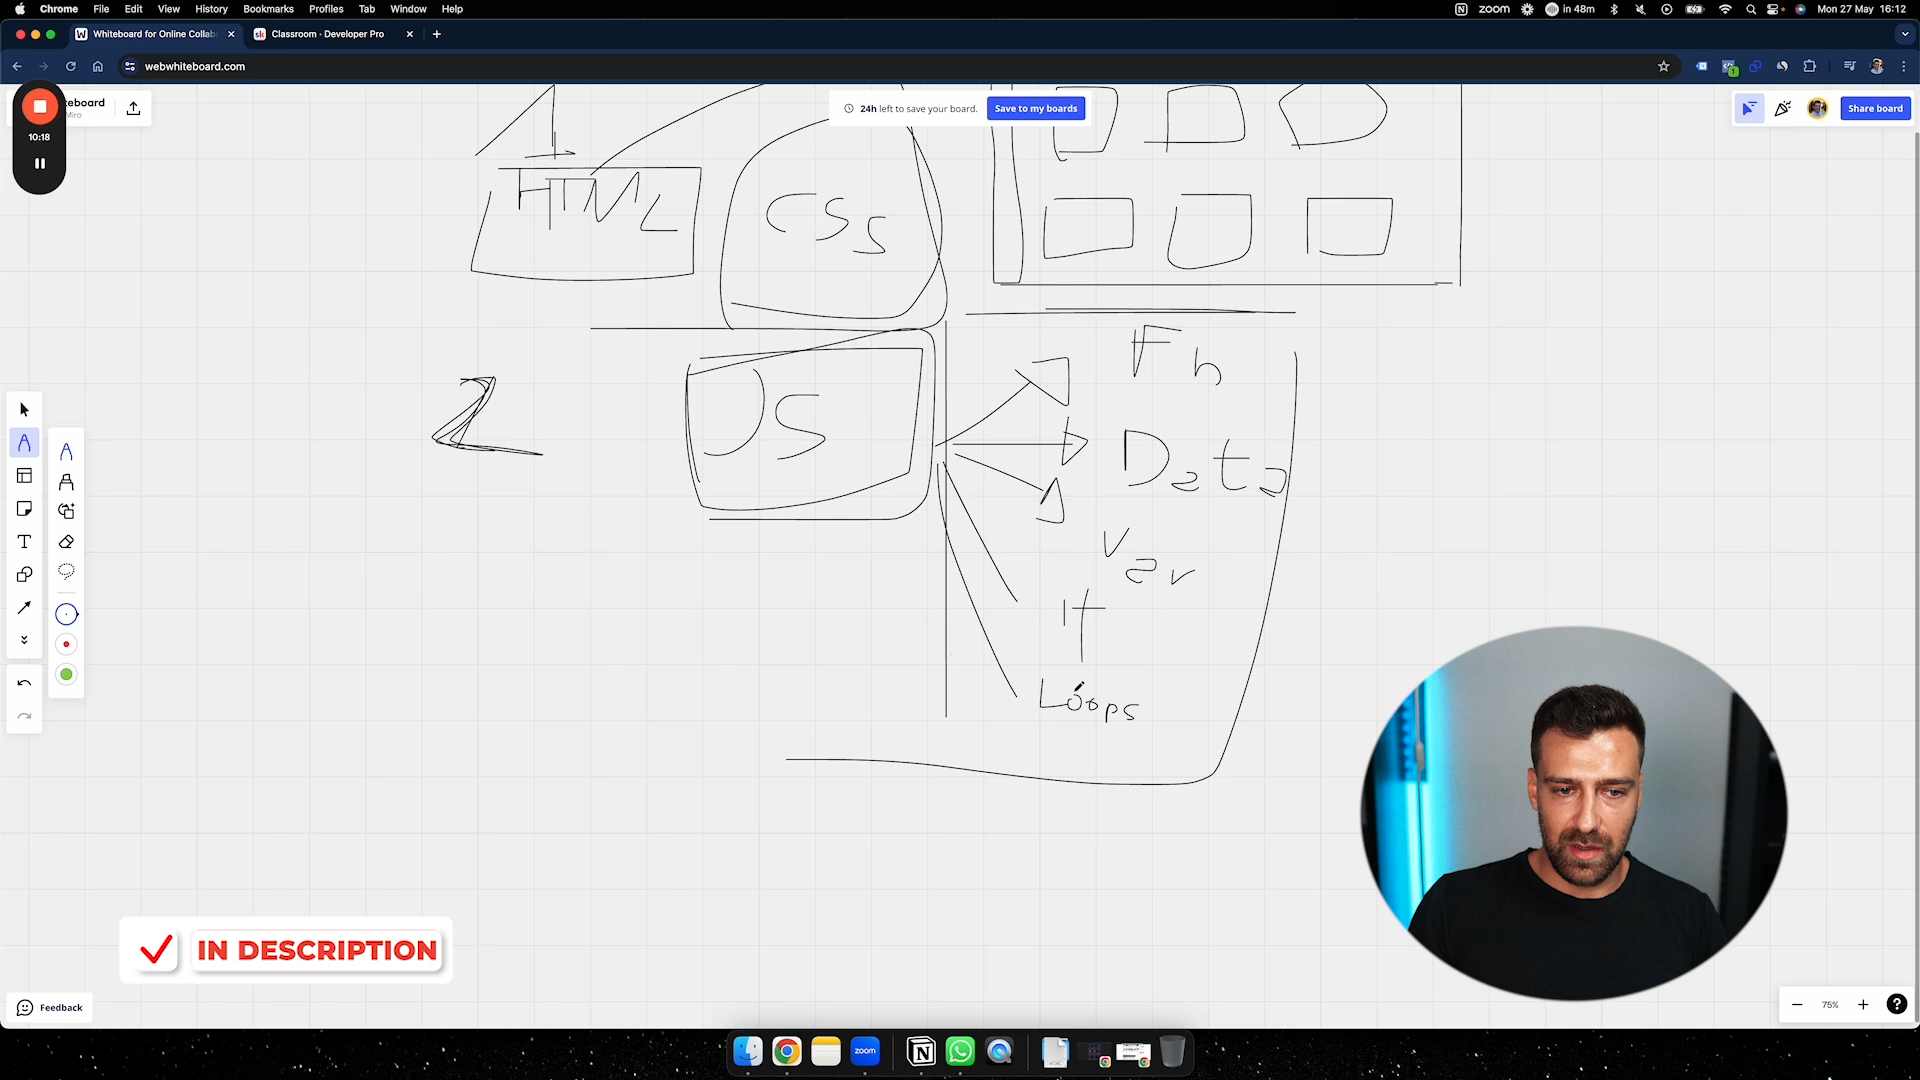 Chrome File Edit View History Bookmarks Profiles Tab Window Help
zoom in 48m Mon 27 May 16:12
Whiteboard for Online Collab
Classroom · Developer Pro
webwhiteboard.com
teboard
Miro
24h left to save your board. Save to my boards
Share board
10:18
1
HTML
CSS
2
JS
Fn
Data
Var
If
Loops
IN DESCRIPTION
Feedback
75%
zoom